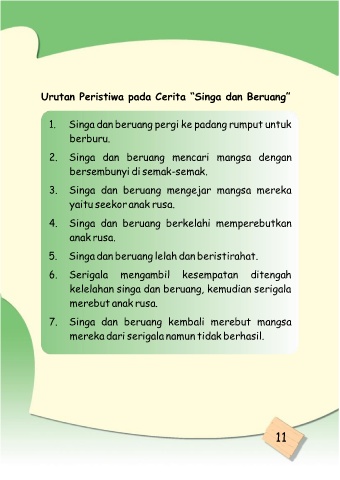 Urutan Peristiwa pada Cerita “Singa dan Beruang”
1. Singa dan beruang pergi ke padang rumput untuk
berburu.
2. Singa dan beruang mencari mangsa dengan
bersembunyi di semak-semak.
3. Singa dan beruang mengejar mangsa mereka
yaitu seekor anak rusa.
4. Singa dan beruang berkelahi memperebutkan
anak rusa.
5. Singa dan beruang lelah dan beristirahat.
6. Serigala mengambil kesempatan ditengah
kelelahan singa dan beruang, kemudian serigala
merebut anak rusa.
7. Singa dan beruang kembali merebut mangsa
mereka dari serigala namun tidak berhasil.
11